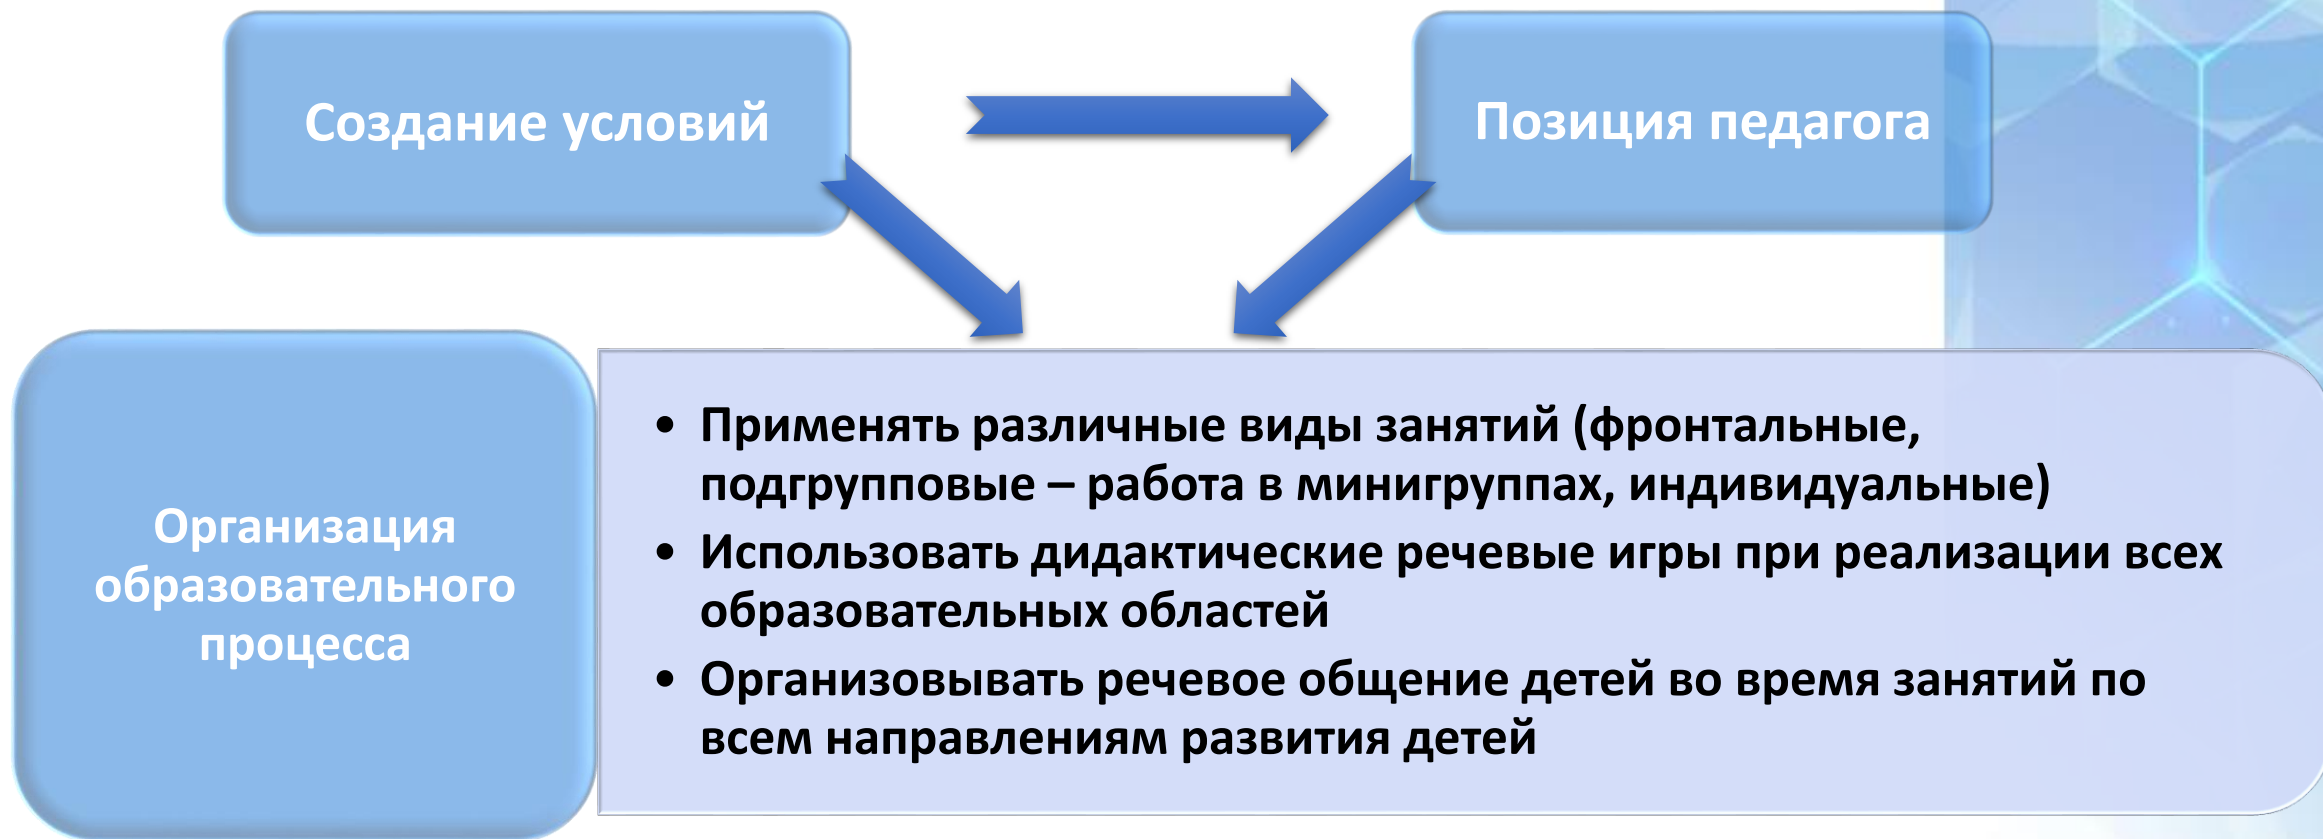 Создание условий
Позиция педагога
Организация
образовательного
процесса
• Применять различные виды занятий (фронтальные,
подгрупповые – работа в минигруппах, индивидуальные)
• Использовать дидактические речевые игры при реализации всех
образовательных областей
• Организовывать речевое общение детей во время занятий по
всем направлениям развития детей